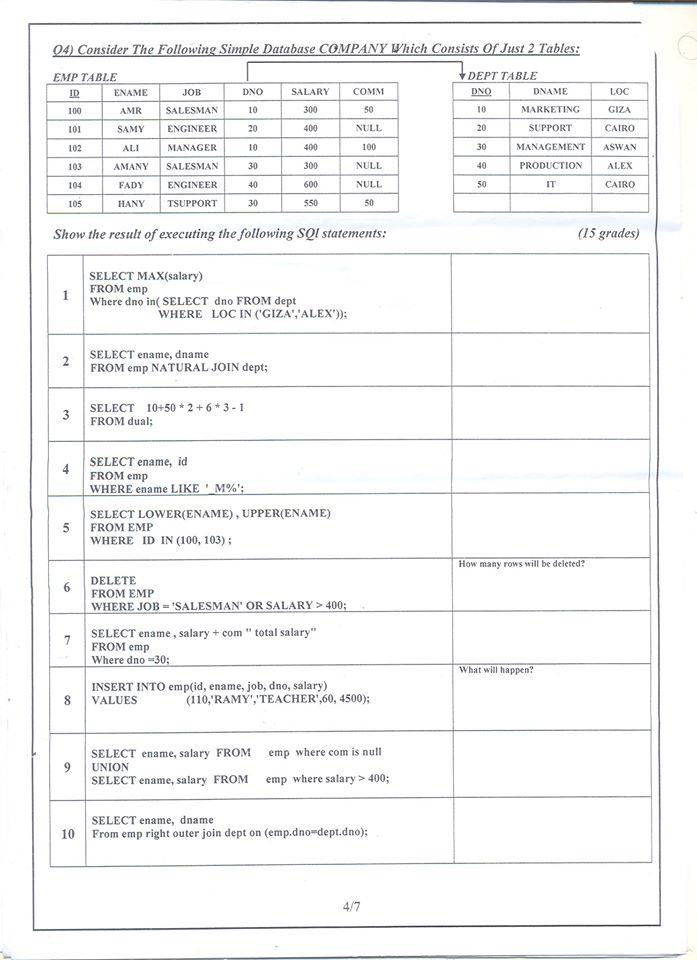 Q4) Consider The Following Simple Database COMPANY Which Consists Of Just 2 Tables:
EMP TABLE
ID ENAME JOB DNO SALARY COMM
100 AMR SALESMAN 10 300 50
101 SAMY ENGINEER 20 400 NULL
102 ALI MANAGER 10 400 100
103 AMANY SALESMAN 30 300 NULL
104 FADY ENGINEER 40 600 NULL
105 HANY TSUPPORT 30 550 50
DEPT TABLE
DNO DNAME LOC
10 MARKETING GIZA
20 SUPPORT CAIRO
30 MANAGEMENT ASWAN
40 PRODUCTION ALEX
50 IT CAIRO
Show the result of executing the following SQl statements: (15 grades)
1
SELECT MAX(salary)
FROM emp
Where dno in( SELECT dno FROM dept
WHERE LOC IN ('GIZA','ALEX'));
2
SELECT ename, dname
FROM emp NATURAL JOIN dept;
3
SELECT 10+50 * 2 + 6 * 3 - 1
FROM dual;
4
SELECT ename, id
FROM emp
WHERE ename LIKE '_M%';
5
SELECT LOWER(ENAME) , UPPER(ENAME)
FROM EMP
WHERE ID IN (100, 103) ;
6
DELETE
FROM EMP
WHERE JOB = 'SALESMAN' OR SALARY > 400;
How many rows will be deleted?
7
SELECT ename , salary + com " total salary"
FROM emp
Where dno =30;
8
INSERT INTO emp(id, ename, job, dno, salary)
VALUES (110,'RAMY','TEACHER',60, 4500);
What will happen?
9
SELECT ename, salary FROM emp where com is null
UNION
SELECT ename, salary FROM emp where salary > 400;
10
SELECT ename, dname
From emp right outer join dept on (emp.dno=dept.dno);
4/7